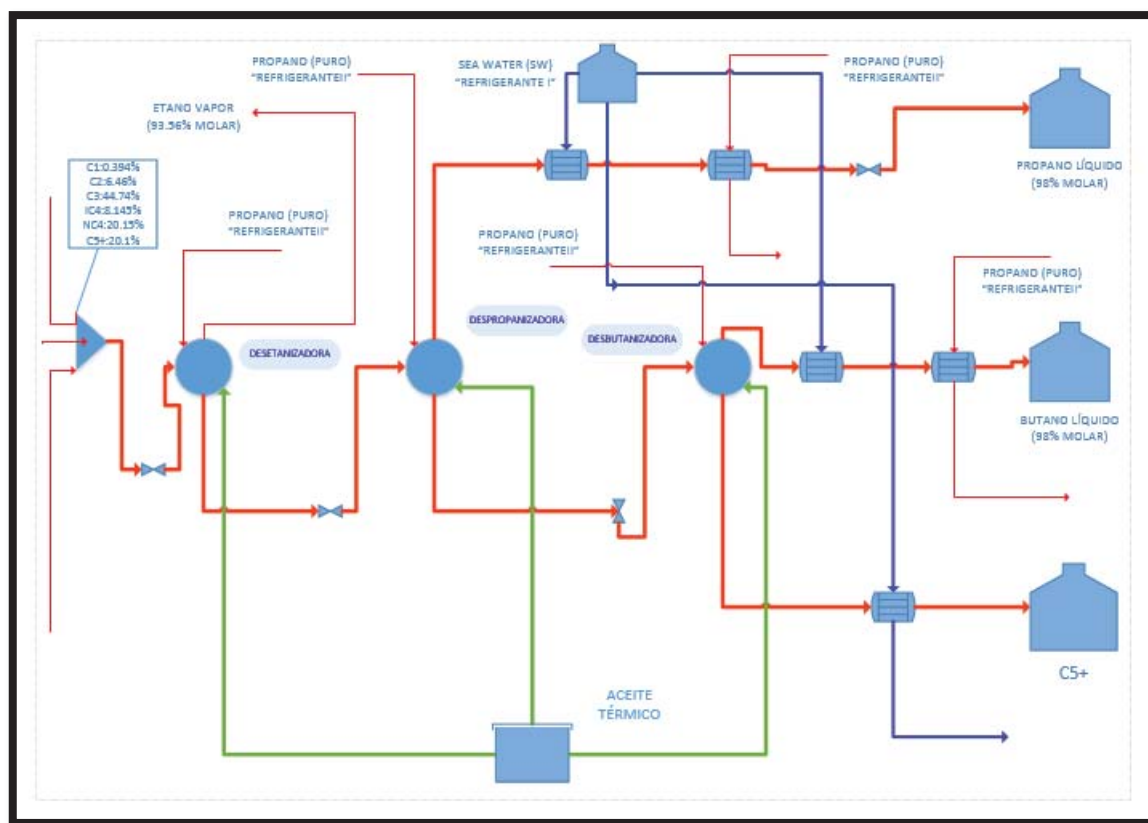 PROPANO (PURO)
"REFRIGERANTEII"
SEA WATER (SW)
"REFRIGERANTE I"
PROPANO (PURO)
"REFRIGERANTEII"
ETANO VAPOR
(93.56% MOLAR)
C1:0.394%
C2:6.46%
C3:44.74%
IC4:8.145%
NC4:20.15%
C5+:20.1%
PROPANO LÍQUIDO
(98% MOLAR)
PROPANO (PURO)
"REFRIGERANTEII"
PROPANO (PURO)
"REFRIGERANTEII"
PROPANO (PURO)
"REFRIGERANTEII"
DESPROPANIZADORA
DESBUTANIZADORA
DESETANIZADORA
BUTANO LÍQUIDO
(98% MOLAR)
C5+
ACEITE
TÉRMICO